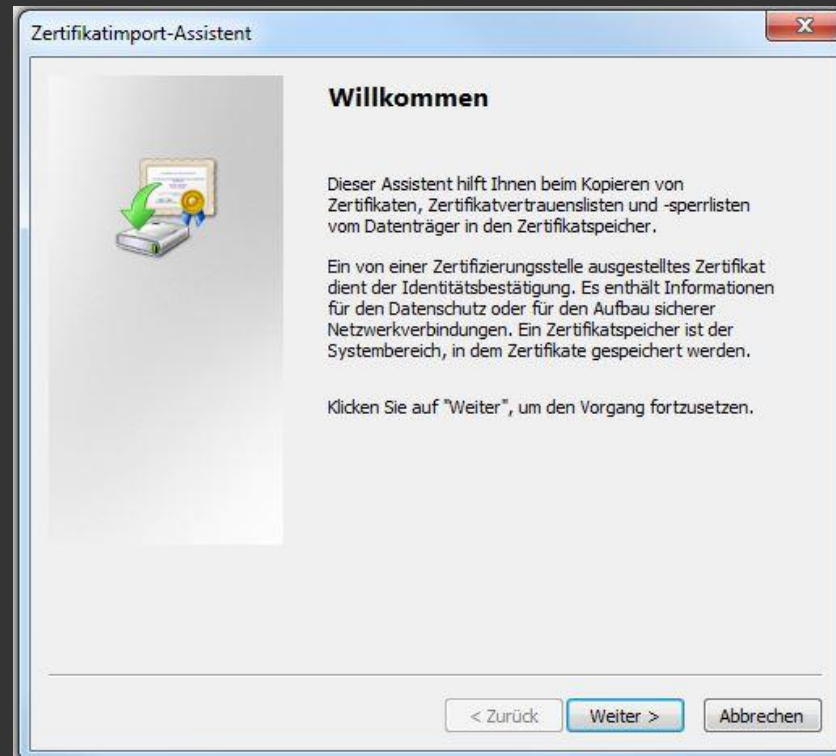 Zertifikatimport-Assistent
Willkommen
Dieser Assistent hilft Ihnen beim Kopieren von
Zertifikaten, Zertifikatvertrauenslisten und -sperrlisten
vom Datenträger in den Zertifikatspeicher.
Ein von einer Zertifizierungsstelle ausgestelltes Zertifikat
dient der Identitätsbestätigung. Es enthält Informationen
für den Datenschutz oder für den Aufbau sicherer
Netzwerkverbindungen. Ein Zertifikatspeicher ist der
Systembereich, in dem Zertifikate gespeichert werden.
Klicken Sie auf "Weiter", um den Vorgang fortzusetzen.
< Zurück Weiter > Abbrechen